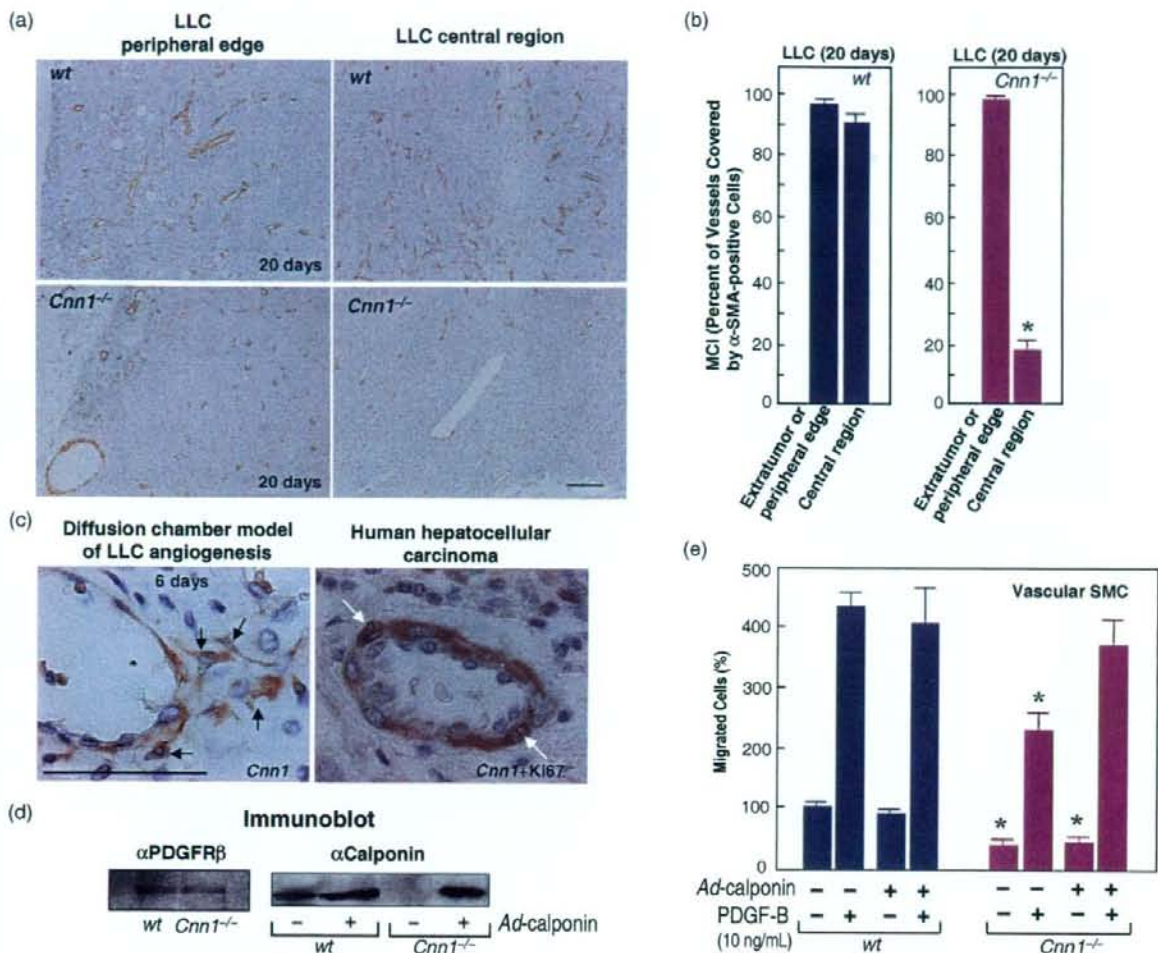 (a)
LLC
peripheral edge
LLC central region
wt
20 days
wt
20 days
Cnn1-/-
20 days
Cnn1-/-
(b)
LLC (20 days)
wt
LLC (20 days)
Cnn1-/-
MCI (Percent of Vessels Covered
by α-SMA-positive Cells)
100
80
60
40
20
0
100
80
60
40
20
0
*
Extratumor or
peripheral edge
Central region
Extratumor or
peripheral edge
Central region
(c)
Diffusion chamber model
of LLC angiogenesis
6 days
Cnn1
Human hepatocellular
carcinoma
Cnn1+Ki67
(d)
Immunoblot
αPDGFRβ
αCalponin
wt Cnn1-/-
– + – + Ad-calponin
wt Cnn1-/-
(e)
Migrated Cells (%)
500
400
300
200
100
0
Vascular SMC
* * *
Ad-calponin – – + + – – + +
PDGF-B – + – + – + – +
(10 ng/mL) wt Cnn1-/-